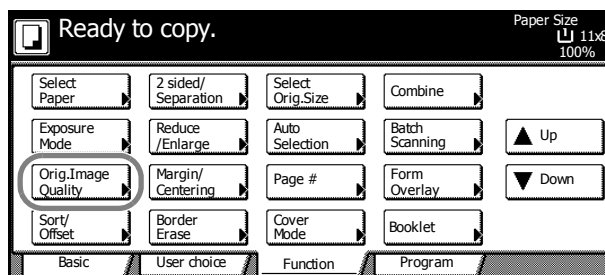 Ready to copy.
Paper Size
11x8
100%
Select
Paper
2 sided/
Separation
Select
Orig.Size
Combine
Exposure
Mode
Reduce
/Enlarge
Auto
Selection
Batch
Scanning
Up
Orig.Image
Quality
Margin/
Centering
Page #
Form
Overlay
Down
Sort/
Offset
Border
Erase
Cover
Mode
Booklet
Basic
User choice
Function
Program